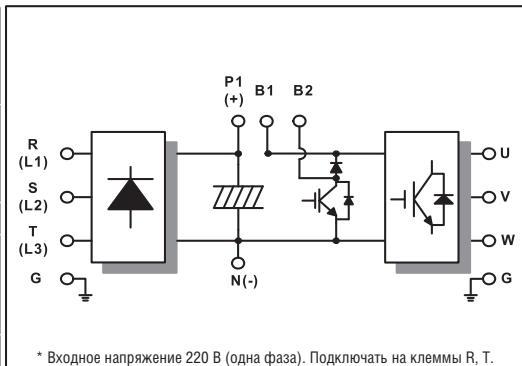 P1
(+)
B1
B2
R
(L1)
U
S
(L2)
V
T
(L3)
W
G
N(-)
G
* Входное напряжение 220 В (одна фаза). Подключать на клеммы R, T.